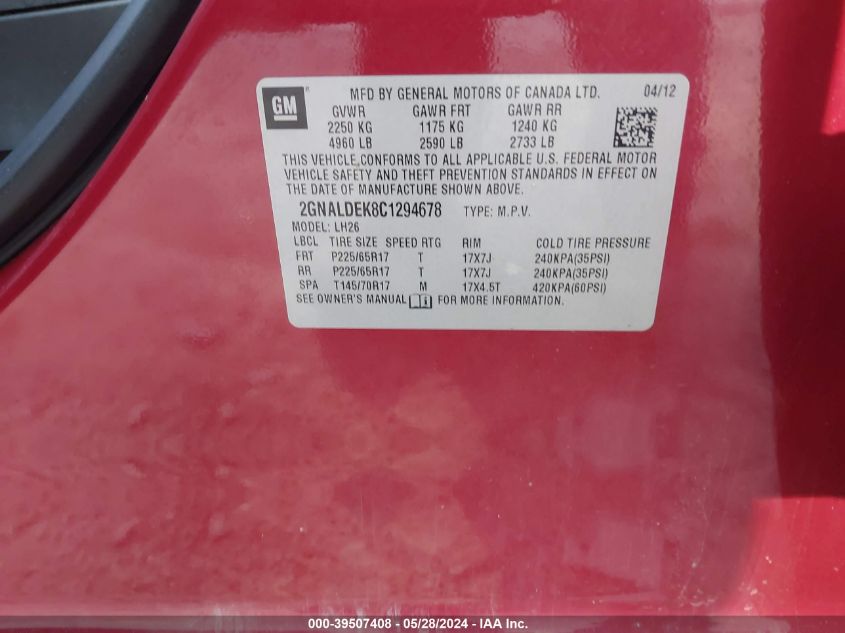 GM
MFD BY GENERAL MOTORS OF CANADA LTD. 04/12
GVWR GAWR FRT GAWR RR
2250 KG 1175 KG 1240 KG
4960 LB 2590 LB 2733 LB
THIS VEHICLE CONFORMS TO ALL APPLICABLE U.S. FEDERAL MOTOR
VEHICLE SAFETY AND THEFT PREVENTION STANDARDS IN EFFECT ON
THE DATE OF MANUFACTURE SHOWN ABOVE.
2GNALDEK8C1294678 TYPE: M.P.V.
MODEL: LH26
LBCL TIRE SIZE SPEED RTG RIM COLD TIRE PRESSURE
FRT P225/65R17 T 17X7J 240KPA(35PSI)
RR P225/65R17 T 17X7J 240KPA(35PSI)
SPA T145/70R17 M 17X4.5T 420KPA(60PSI)
SEE OWNER'S MANUAL FOR MORE INFORMATION.
000-39507408 - 05/28/2024 - IAA Inc.